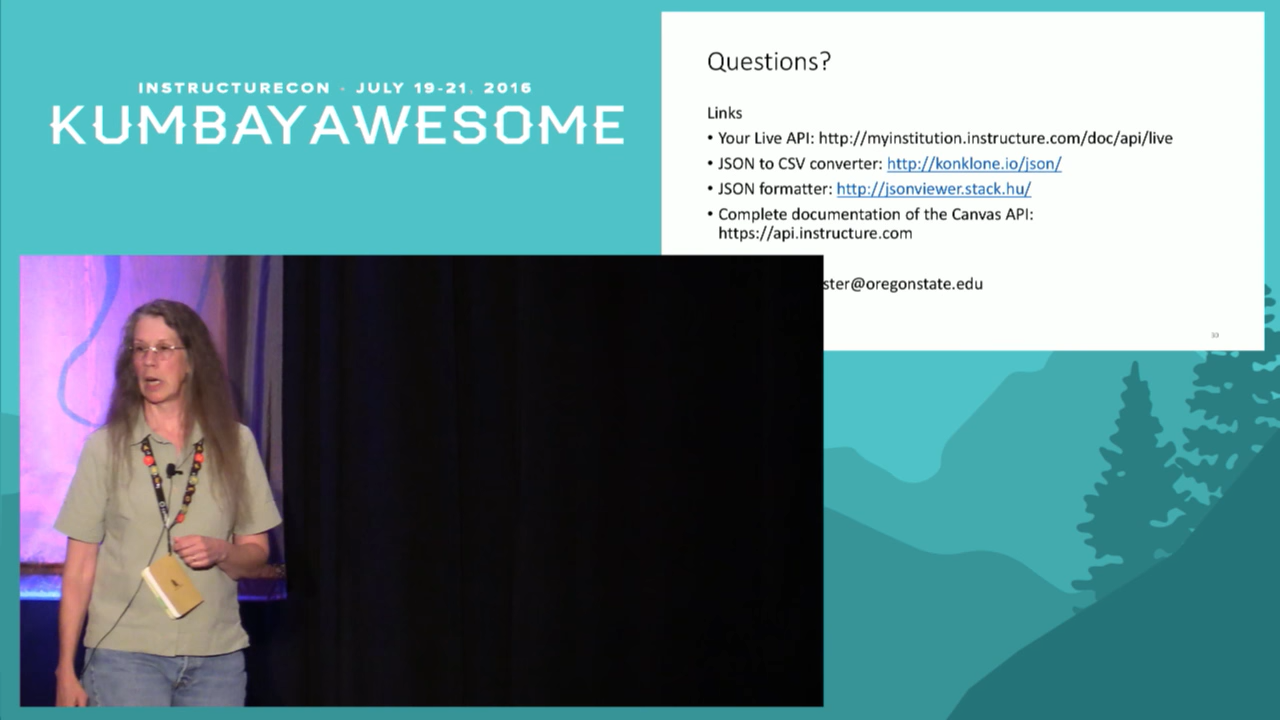 INSTRUCTURECON · JULY 19-21, 2016
KUMBAYAWESOME
Questions?
Links
• Your Live API: http://myinstitution.instructure.com/doc/api/live
• JSON to CSV converter: http://konklone.io/json/
• JSON formatter: http://jsonviewer.stack.hu/
• Complete documentation of the Canvas API:
https://api.instructure.com
ster@oregonstate.edu